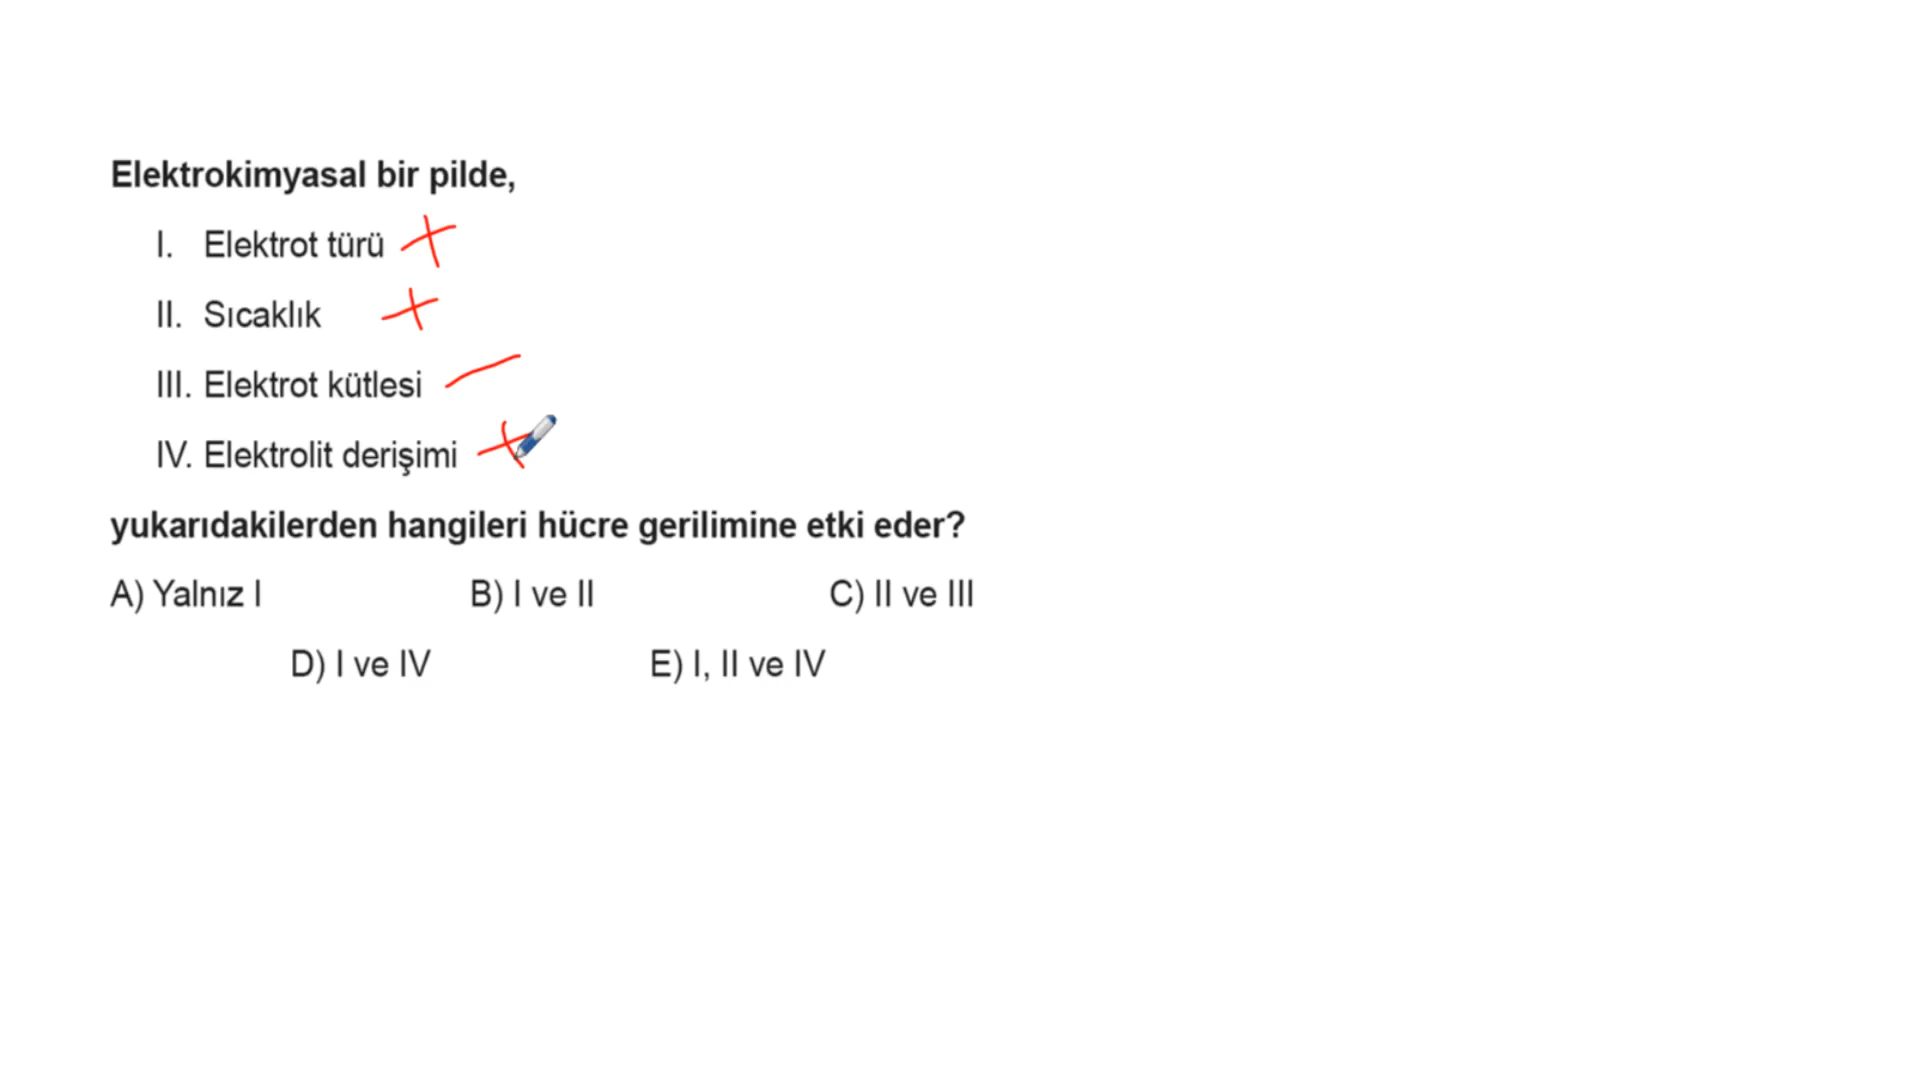 Elektrokimyasal bir pilde,
I. Elektrot türü +
II. Sıcaklık +
III. Elektrot kütlesi –
IV. Elektrolit derişimi +
yukarıdakilerden hangileri hücre gerilimine etki eder?
A) Yalnız I B) I ve II C) II ve III
D) I ve IV E) I, II ve IV